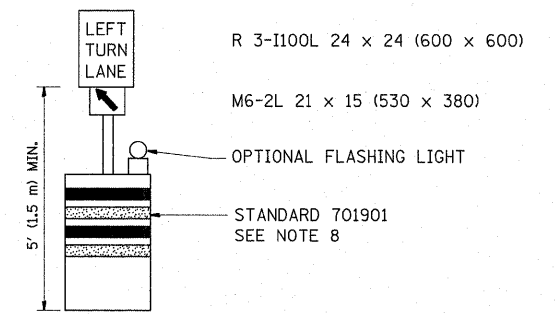 LEFT
TURN
LANE
R 3-I100L 24 x 24 (600 x 600)
M6-2L 21 x 15 (530 x 380)
OPTIONAL FLASHING LIGHT
STANDARD 701901
SEE NOTE 8
5' (1.5 m) MIN.